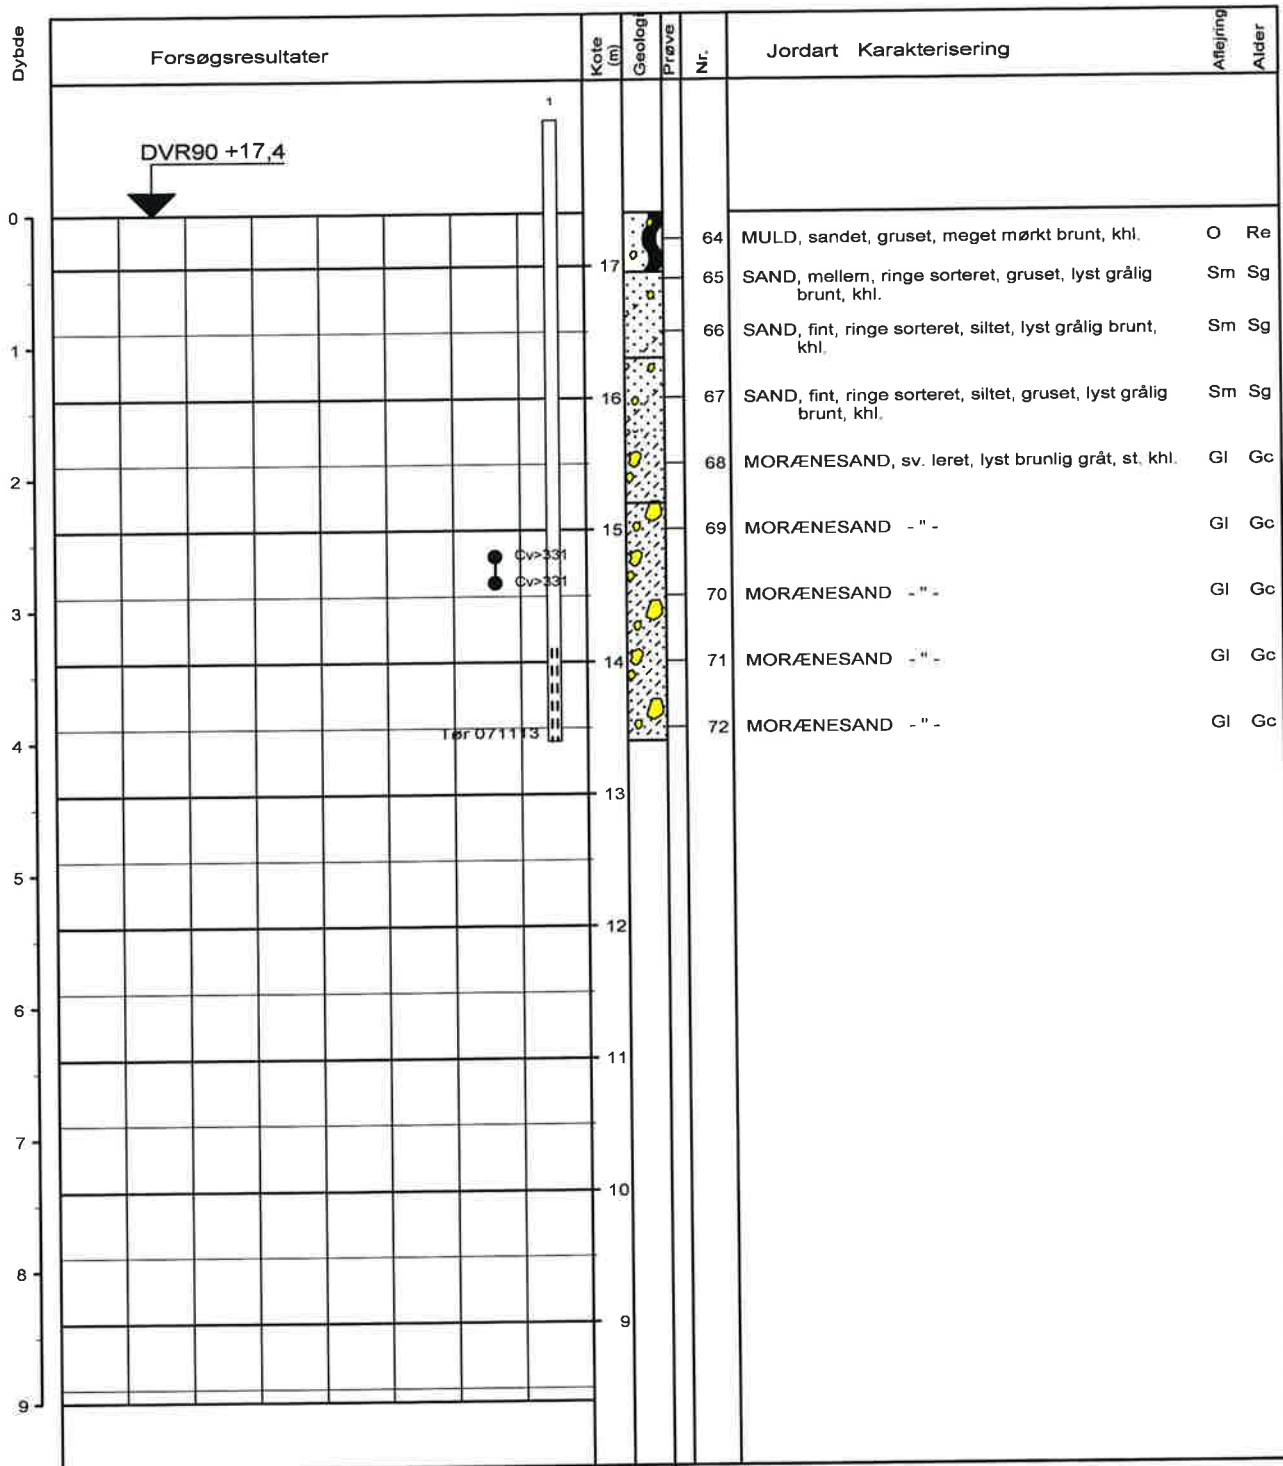 Dybde
Forsøgsresultater
Kote (m)
Geologi
Prøve
Nr.
Jordart Karakterisering
Aflejring
Alder
1
DVR90 +17,4
0
64 MULD, sandet, gruset, meget mørkt brunt, khl. O Re
17
65 SAND, mellem, ringe sorteret, gruset, lyst grålig Sm Sg
brunt, khl.
66 SAND, fint, ringe sorteret, siltet, lyst grålig brunt, Sm Sg
khl.
1
16
67 SAND, fint, ringe sorteret, siltet, gruset, lyst grålig Sm Sg
brunt, khl.
68 MORÆNESAND, sv. leret, lyst brunlig gråt, st. khl. Gl Gc
2
15
69 MORÆNESAND - " - Gl Gc
Cv>331
Cv>331
70 MORÆNESAND - " - Gl Gc
3
14
71 MORÆNESAND - " - Gl Gc
Tør 071113
72 MORÆNESAND - " - Gl Gc
4
13
5
12
6
11
7
10
8
9
9